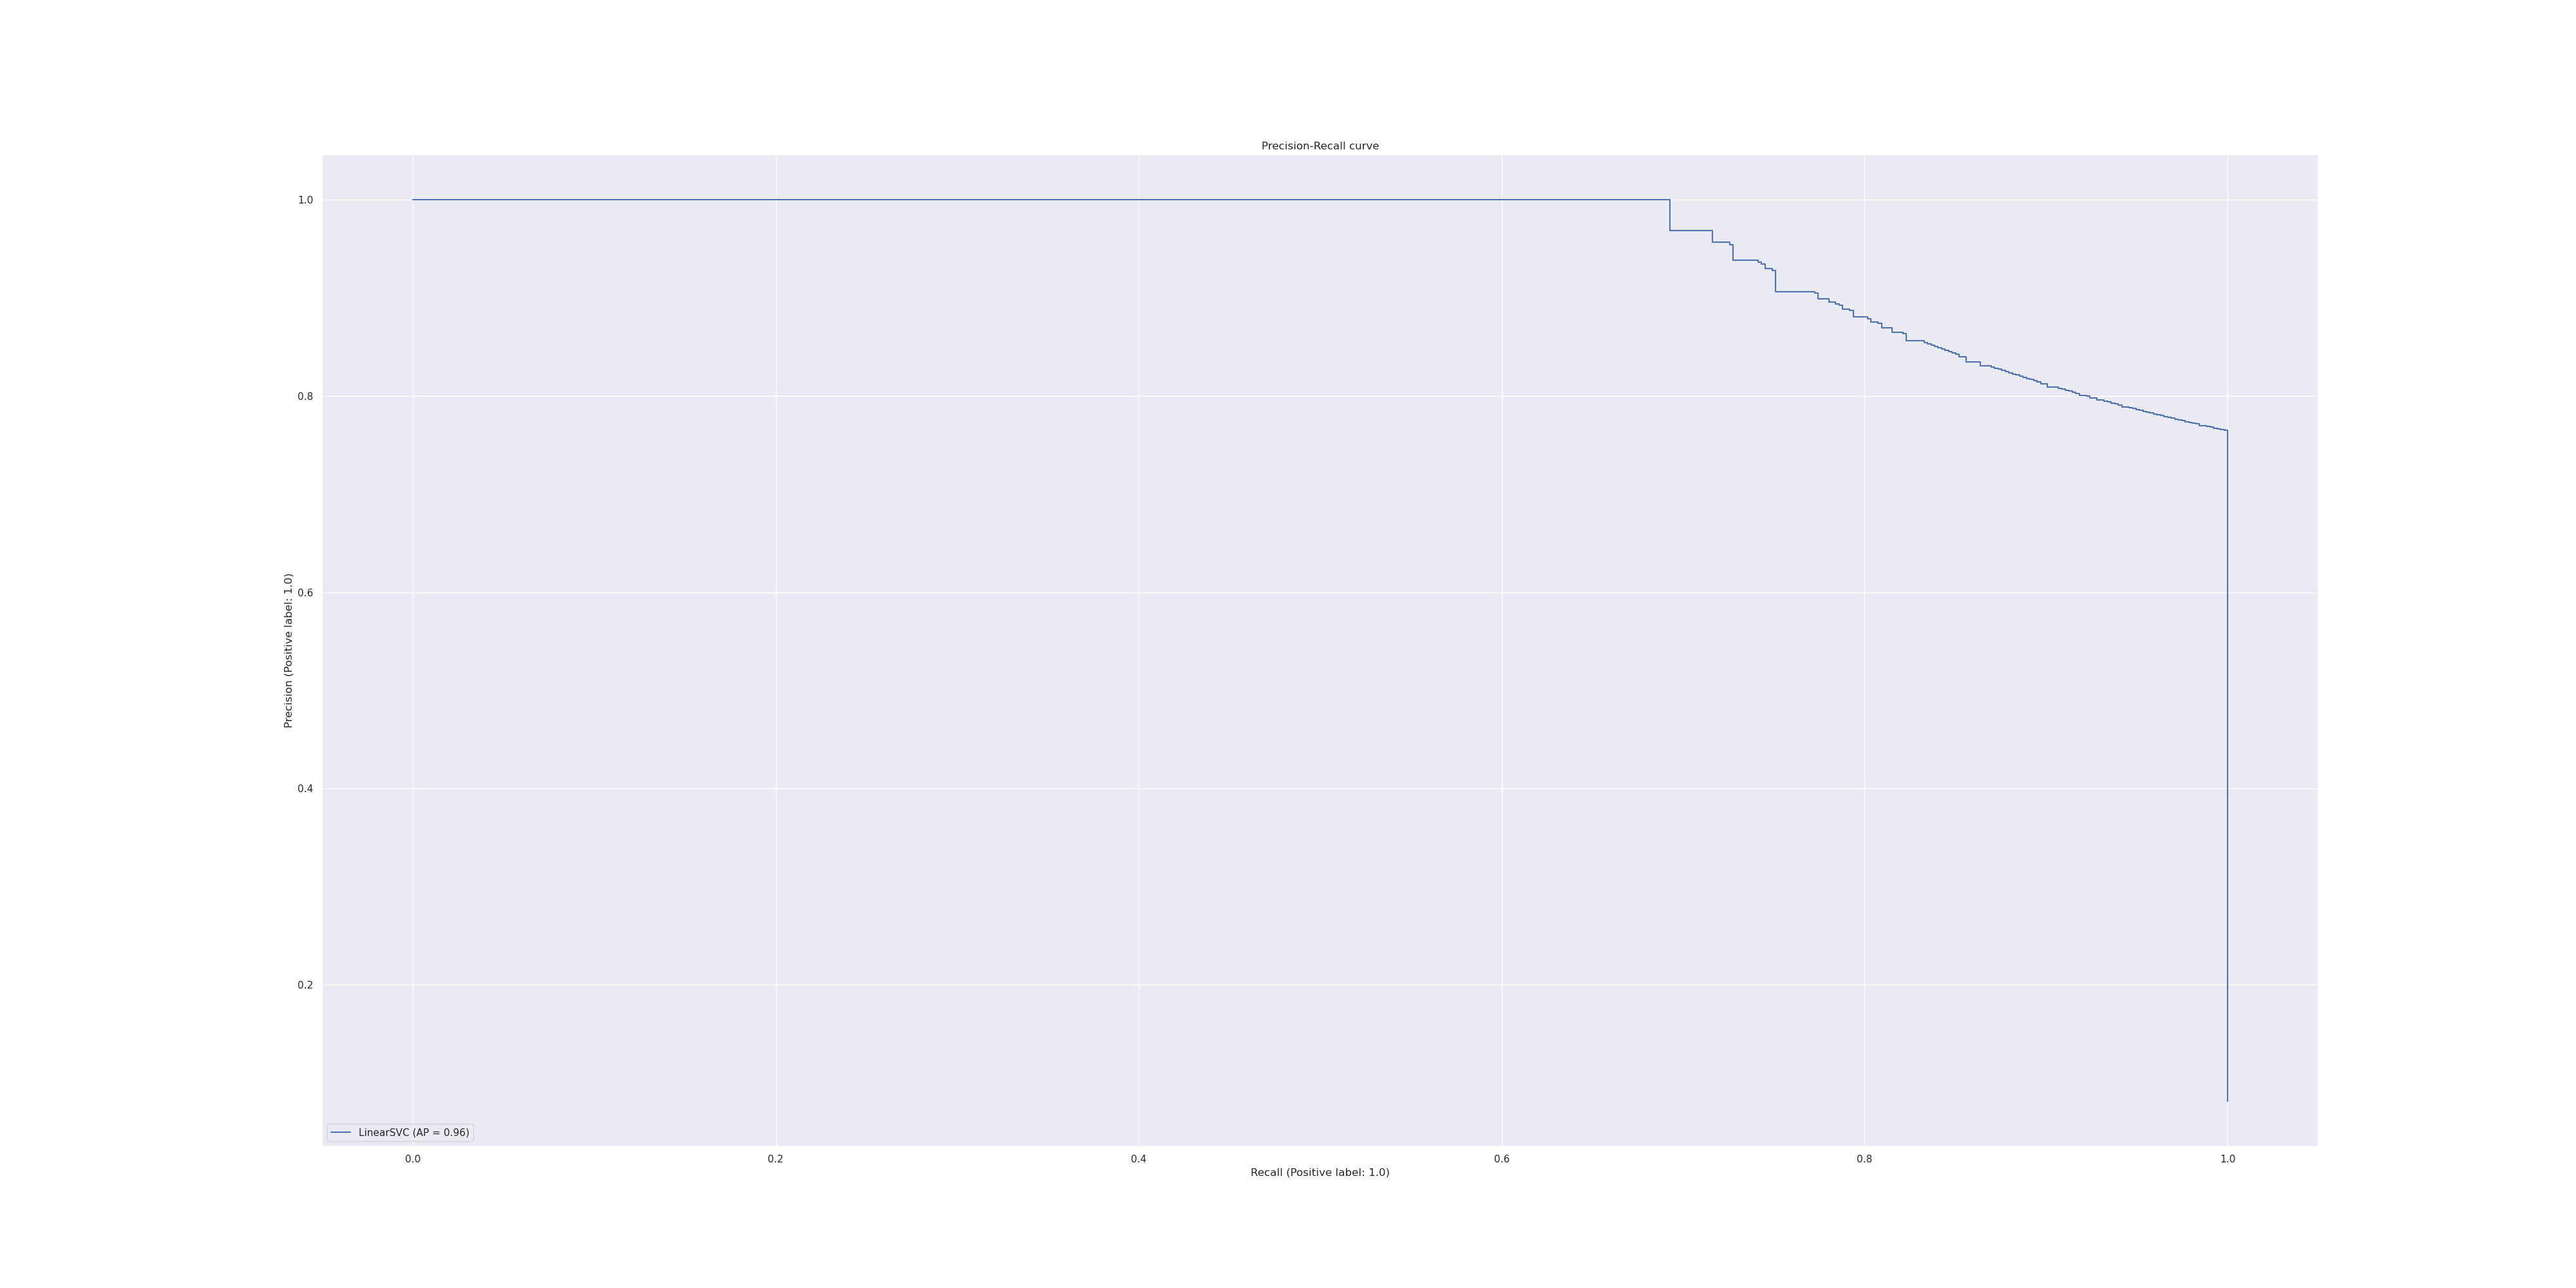 Precision-Recall curve
1.0
0.8
0.6
0.4
0.2
Precision (Positive label: 1.0)
LinearSVC (AP = 0.96)
0.0 0.2 0.4 0.6 0.8 1.0
Recall (Positive label: 1.0)